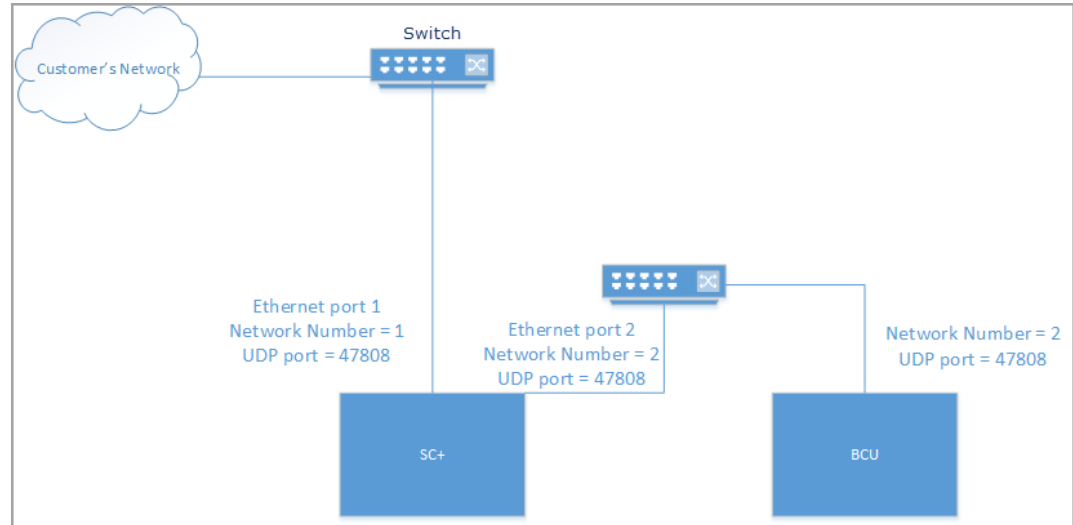 Switch
Customer's Network
Ethernet port 1
Network Number = 1
UDP port = 47808
Ethernet port 2
Network Number = 2
UDP port = 47808
Network Number = 2
UDP port = 47808
SC+
BCU